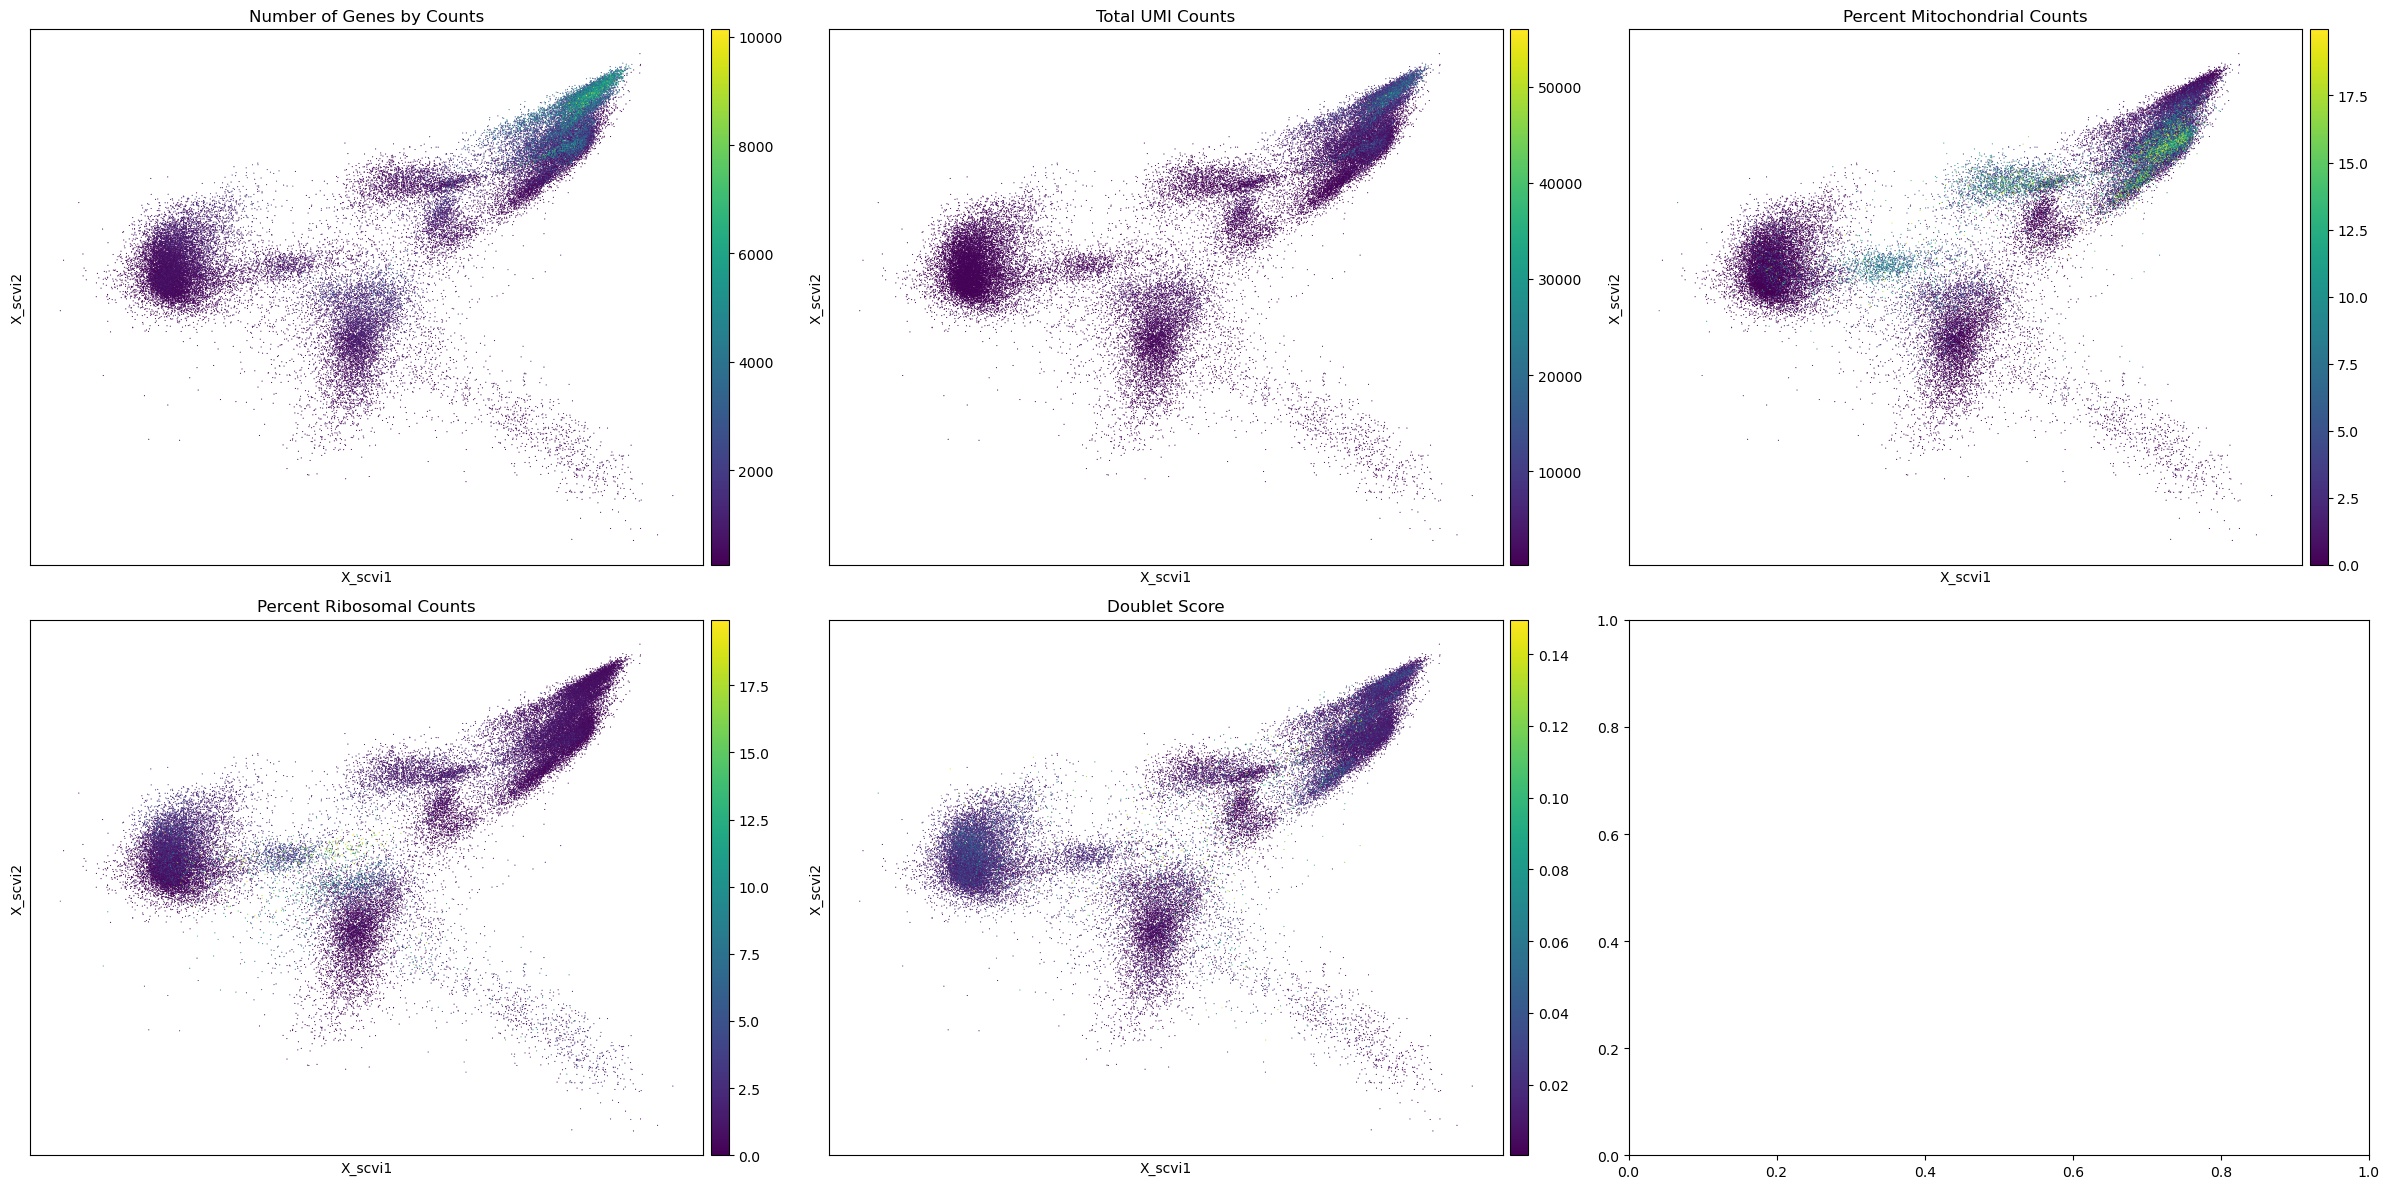 Number of Genes by Counts
X_scvi2
X_scvi1
10000
8000
6000
4000
2000
Total UMI Counts
X_scvi2
X_scvi1
50000
40000
30000
20000
10000
Percent Mitochondrial Counts
X_scvi2
X_scvi1
17.5
15.0
12.5
10.0
7.5
5.0
2.5
0.0
Percent Ribosomal Counts
X_scvi2
X_scvi1
17.5
15.0
12.5
10.0
7.5
5.0
2.5
0.0
Doublet Score
X_scvi2
X_scvi1
0.14
0.12
0.10
0.08
0.06
0.04
0.02
1.0
0.8
0.6
0.4
0.2
0.0
0.0 0.2 0.4 0.6 0.8 1.0